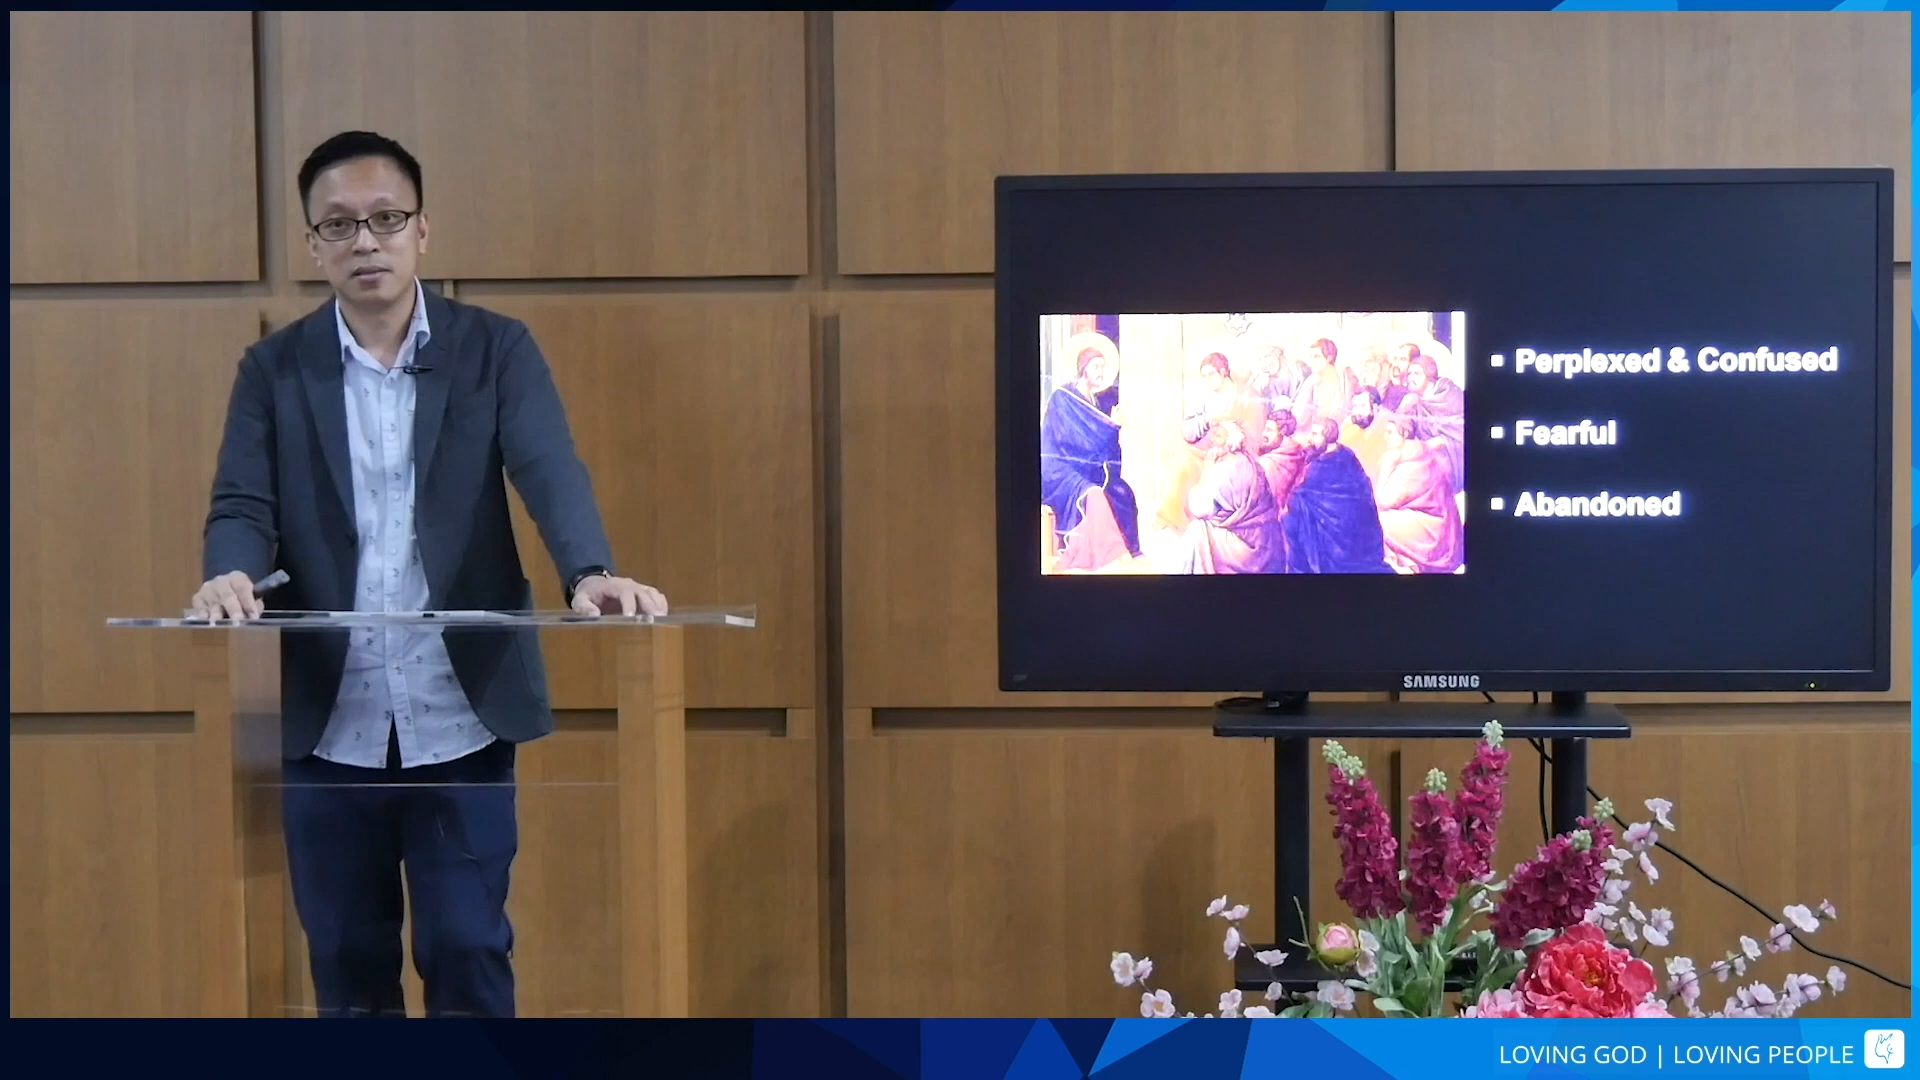 ▪ Perplexed & Confused
▪ Fearful
▪ Abandoned
SAMSUNG
LOVING GOD | LOVING PEOPLE